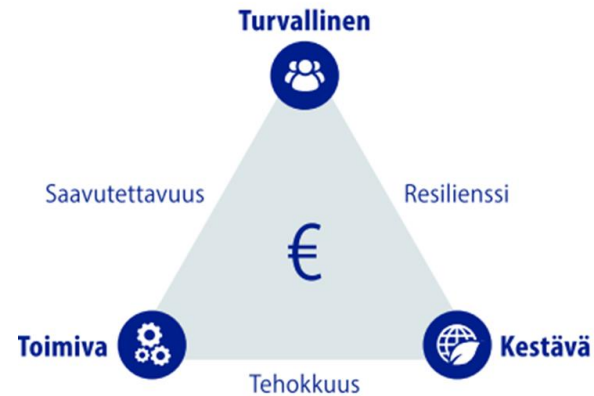 Turvallinen
Saavutettavuus
Resilienssi
€
Toimiva
Kestävä
Tehokkuus